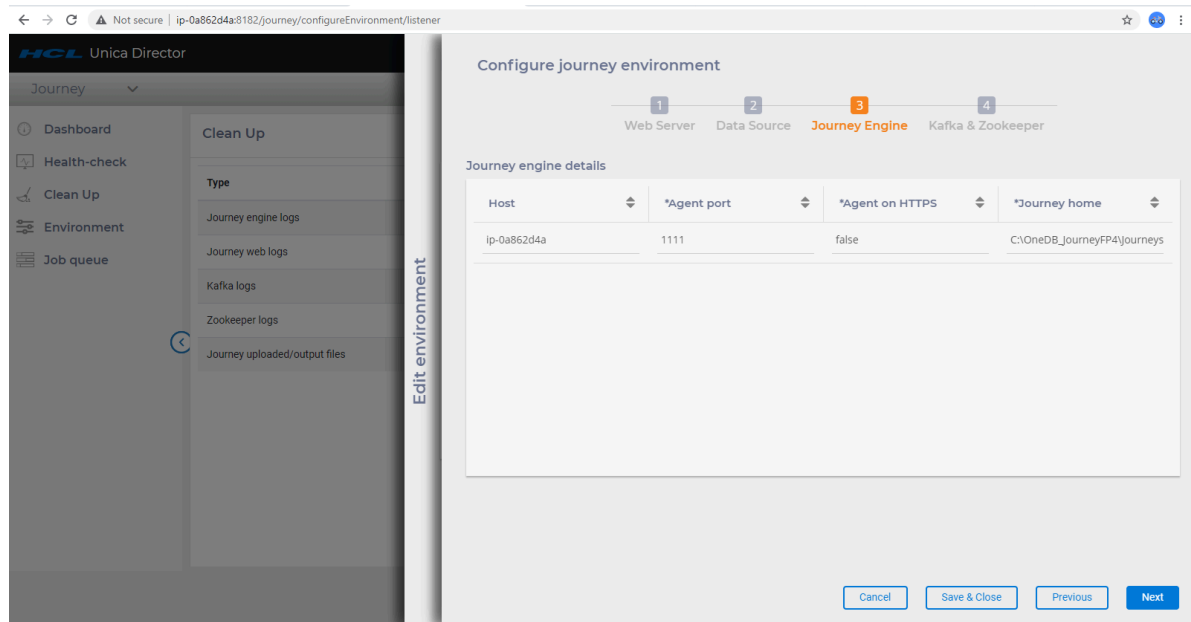 Not secure | ip-0a862d4a:8182/journey/configureEnvironment/listener
HCL Unica Director
Journey
Dashboard
Health-check
Clean Up
Environment
Job queue
Clean Up
Type
Journey engine logs
Journey web logs
Kafka logs
Zookeeper logs
Journey uploaded/output files
Edit environment
Configure journey environment
1 2 3 4
Web Server Data Source Journey Engine Kafka & Zookeeper
Journey engine details
Host *Agent port *Agent on HTTPS *Journey home
ip-0a862d4a 1111 false C:\OneDB_JourneyFP4\Journeys
Cancel Save & Close Previous Next